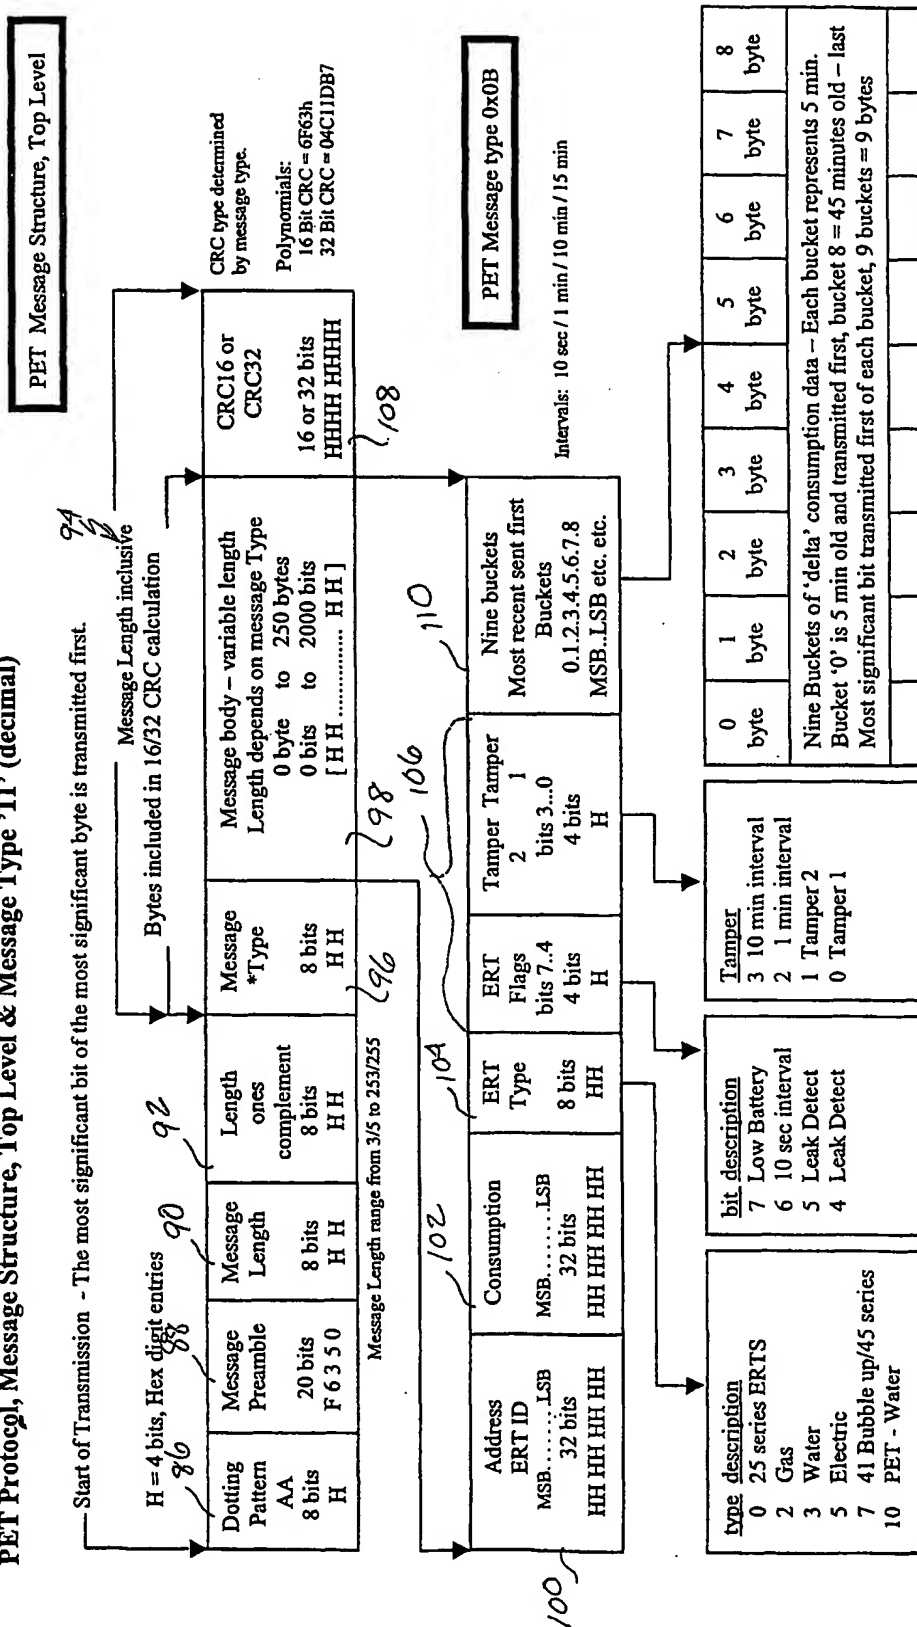 PET Protocol, Message Structure, Top Level & Message Type '11' (decimal)
PET Message Structure, Top Level
Start of Transmission - The most significant bit of the most significant byte is transmitted first.
94
Message Length inclusive
H = 4 bits, Hex digit entries
Bytes included in 16/32 CRC calculation
86
88
90
92
Dotting
Pattern
AA
8 bits
H
Message
Preamble
20 bits
F 6 3 5 0
Message
Length
8 bits
H H
Length
ones
complement
8 bits
H H
Message
*Type
8 bits
H H
Message body – variable length
Length depends on message Type
0 byte to 250 bytes
0 bits to 2000 bits
[ H H ............... H H ]
CRC16 or
CRC32
16 or 32 bits
HHHH HHHH
CRC type determined
by message type.
Polynomials:
16 Bit CRC = 6F63h
32 Bit CRC = 04C11DB7
Message Length range from 3/5 to 253/255
96
98
108
PET Message type 0x0B
100
102
104
106
110
Address
ERT ID
MSB.........LSB
32 bits
HH HH HH HH
Consumption
MSB.........LSB
32 bits
HH HH HH HH
ERT
Type
8 bits
HH
ERT
Flags
bits 7..4
4 bits
H
Tamper Tamper
2 1
bits 3...0
4 bits
H
Nine buckets
Most recent sent first
Buckets
0.1.2.3.4.5.6.7.8
MSB.LSB etc. etc.
Intervals: 10 sec / 1 min / 10 min / 15 min
type description
0 25 series ERTS
2 Gas
3 Water
5 Electric
7 41 Bubble up/45 series
10 PET - Water
bit description
7 Low Battery
6 10 sec interval
5 Leak Detect
4 Leak Detect
Tamper
3 10 min interval
2 1 min interval
1 Tamper 2
0 Tamper 1
0 1 2 3 4 5 6 7 8
byte byte byte byte byte byte byte byte byte
Nine Buckets of 'delta' consumption data – Each bucket represents 5 min.
Bucket '0' is 5 min old and transmitted first, bucket 8 = 45 minutes old – last
Most significant bit transmitted first of each bucket, 9 buckets = 9 bytes